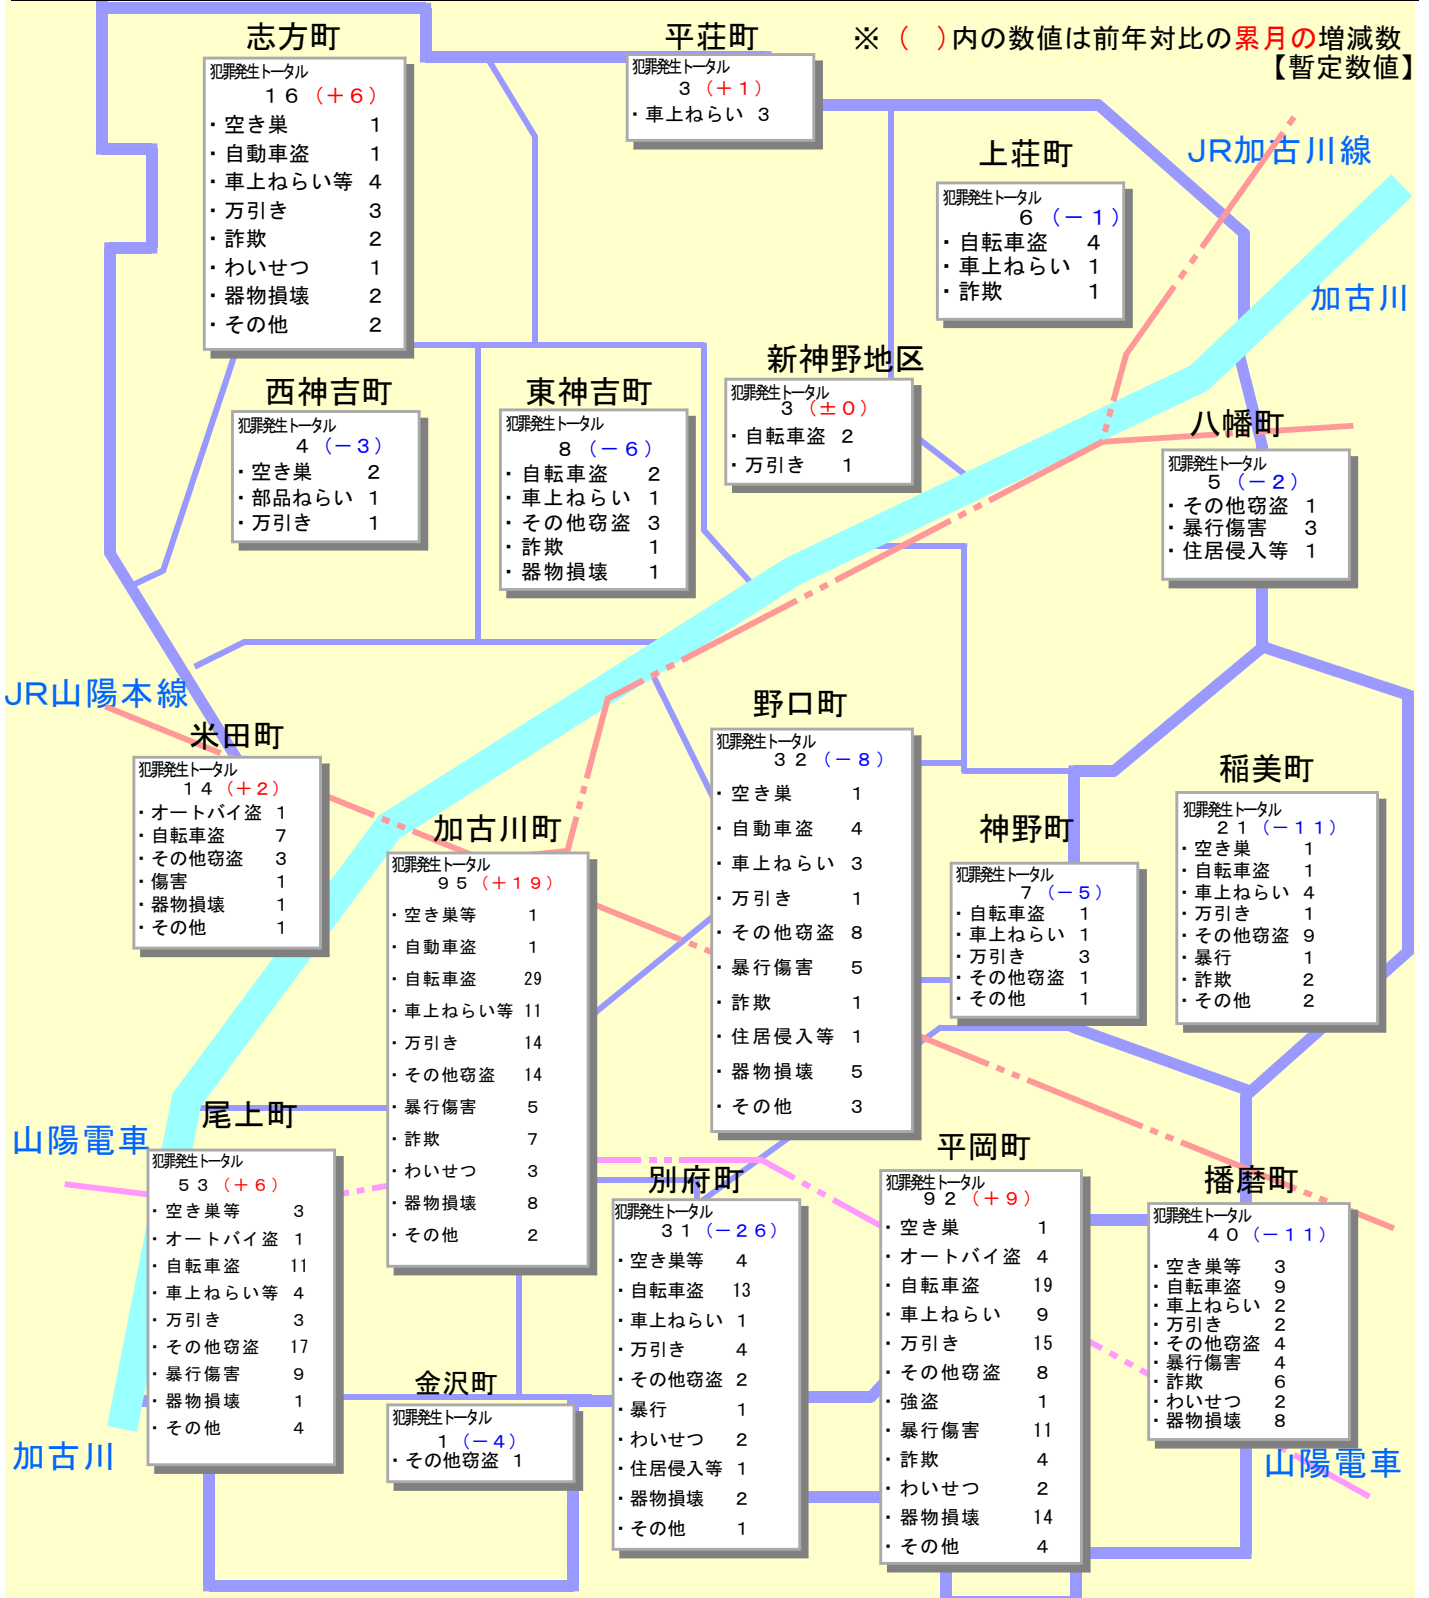 ※（　）内の数値は前年対比の累月の増減数
【暫定数値】
志方町
犯罪発生トータル
１６（＋６）
・空き巣　1
・自動車盗　1
・車上ねらい等　4
・万引き　3
・詐欺　2
・わいせつ　1
・器物損壊　2
・その他　2
平荘町
犯罪発生トータル
３（＋１）
・車上ねらい　3
上荘町
犯罪発生トータル
６（－１）
・自転車盗　4
・車上ねらい　1
・詐欺　1
JR加古川線
加古川
西神吉町
犯罪発生トータル
４（－３）
・空き巣　2
・部品ねらい　1
・万引き　1
東神吉町
犯罪発生トータル
８（－６）
・自転車盗　2
・車上ねらい　1
・その他窃盗　3
・詐欺　1
・器物損壊　1
新神野地区
犯罪発生トータル
３（±０）
・自転車盗　2
・万引き　1
八幡町
犯罪発生トータル
５（－２）
・その他窃盗　1
・暴行傷害　3
・住居侵入等　1
JR山陽本線
米田町
犯罪発生トータル
１４（＋２）
・オートバイ盗　1
・自転車盗　7
・その他窃盗　3
・傷害　1
・器物損壊　1
・その他　1
加古川町
犯罪発生トータル
９５（＋１９）
・空き巣等　1
・自動車盗　1
・自転車盗　29
・車上ねらい等　11
・万引き　14
・その他窃盗　14
・暴行傷害　5
・詐欺　7
・わいせつ　3
・器物損壊　8
・その他　2
野口町
犯罪発生トータル
３２（－８）
・空き巣　1
・自動車盗　4
・車上ねらい　3
・万引き　1
・その他窃盗　8
・暴行傷害　5
・詐欺　1
・住居侵入等　1
・器物損壊　5
・その他　3
神野町
犯罪発生トータル
７（－５）
・自転車盗　1
・車上ねらい　1
・万引き　3
・その他窃盗　1
・その他　1
稲美町
犯罪発生トータル
２１（－１１）
・空き巣　1
・自転車盗　1
・車上ねらい　4
・万引き　1
・その他窃盗　9
・暴行　1
・詐欺　2
・その他　2
山陽電車
尾上町
犯罪発生トータル
５３（＋６）
・空き巣等　3
・オートバイ盗　1
・自転車盗　11
・車上ねらい等　4
・万引き　3
・その他窃盗　17
・暴行傷害　9
・器物損壊　1
・その他　4
加古川
金沢町
犯罪発生トータル
１（－４）
・その他窃盗　1
別府町
犯罪発生トータル
３１（－２６）
・空き巣等　4
・自転車盗　13
・車上ねらい　1
・万引き　4
・その他窃盗　2
・暴行　1
・わいせつ　2
・住居侵入等　1
・器物損壊　2
・その他　1
平岡町
犯罪発生トータル
９２（＋９）
・空き巣　1
・オートバイ盗　4
・自転車盗　19
・車上ねらい　9
・万引き　15
・その他窃盗　8
・強盗　1
・暴行傷害　11
・詐欺　4
・わいせつ　2
・器物損壊　14
・その他　4
播磨町
犯罪発生トータル
４０（－１１）
・空き巣等　3
・自転車盗　9
・車上ねらい　2
・万引き　2
・その他窃盗　4
・暴行傷害　4
・詐欺　6
・わいせつ　2
・器物損壊　8
山陽電車